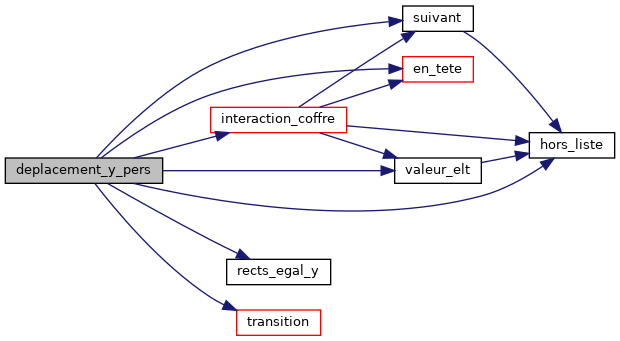 suivant
en_tete
interaction_coffre
hors_liste
deplacement_y_pers
valeur_elt
rects_egal_y
transition